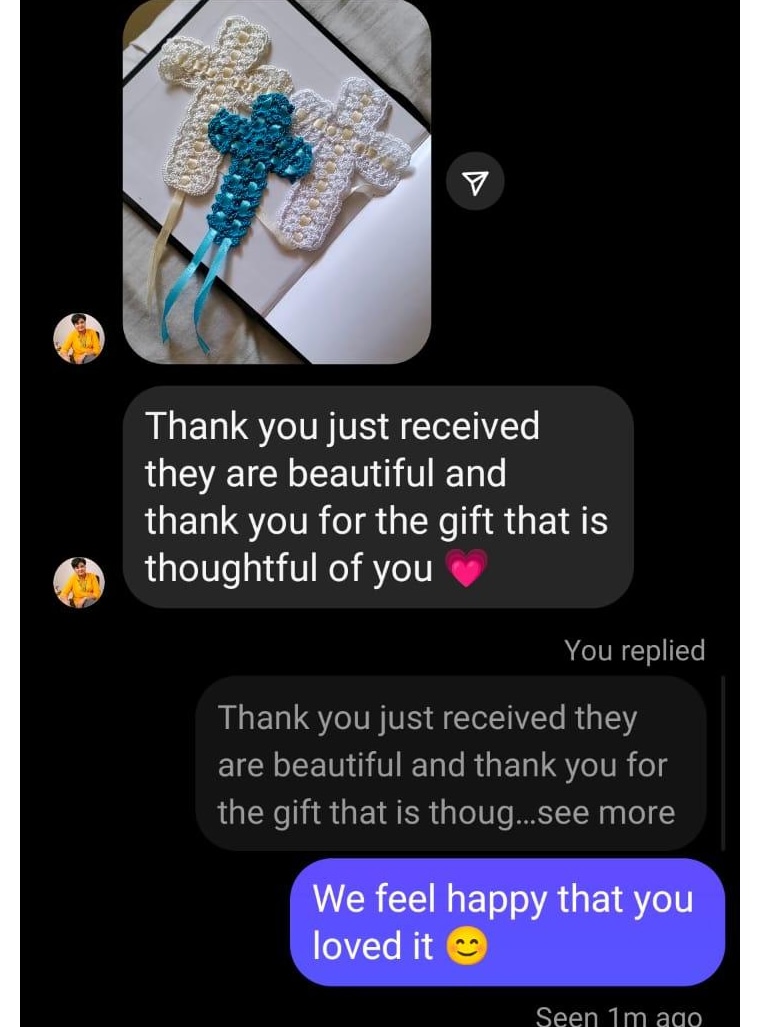 Thank you just received
they are beautiful and
thank you for the gift that is
thoughtful of you 💗
You replied
Thank you just received they
are beautiful and thank you for
the gift that is thoug...see more
We feel happy that you
loved it 😊
Seen 1m ago